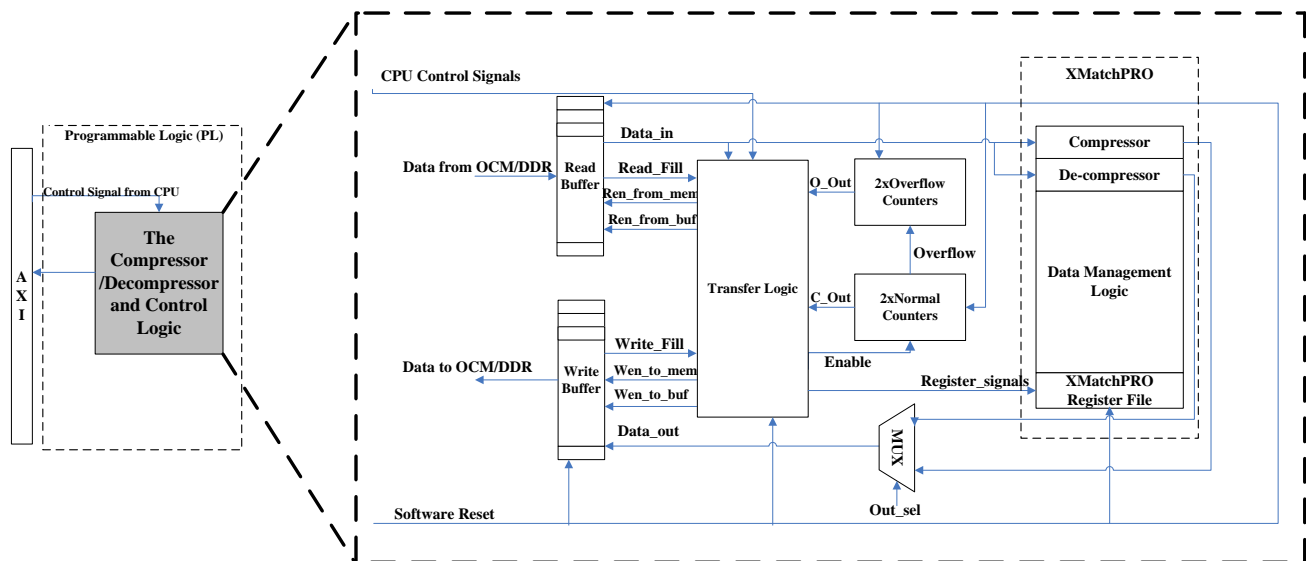 Programmable Logic (PL)
Control Signal from CPU
The
Compressor
/Decompressor
and Control
Logic
A
X
I
CPU Control Signals
Data from OCM/DDR
Read
Buffer
Data_in
Read_Fill
Ren_from_mem
Ren_from_buf
Data to OCM/DDR
Write
Buffer
Write_Fill
Wen_to_mem
Wen_to_buf
Data_out
Transfer Logic
O_Out
2xOverflow
Counters
Overflow
C_Out
2xNormal
Counters
Enable
Register_signals
MUX
Out_sel
Software Reset
XMatchPRO
Compressor
De-compressor
Data Management
Logic
XMatchPRO
Register File